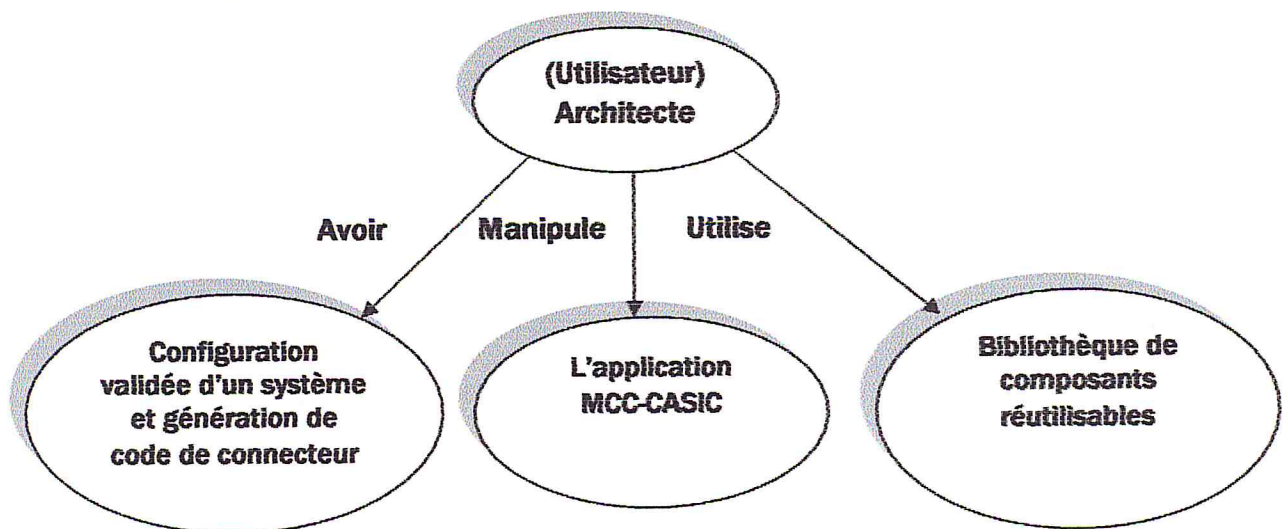 (Utilisateur)
Architecte
Avoir
Manipule
Utilise
Configuration
validée d'un système
et génération de
code de connecteur
L'application
MCC-CASIC
Bibliothèque de
composants
réutilisables